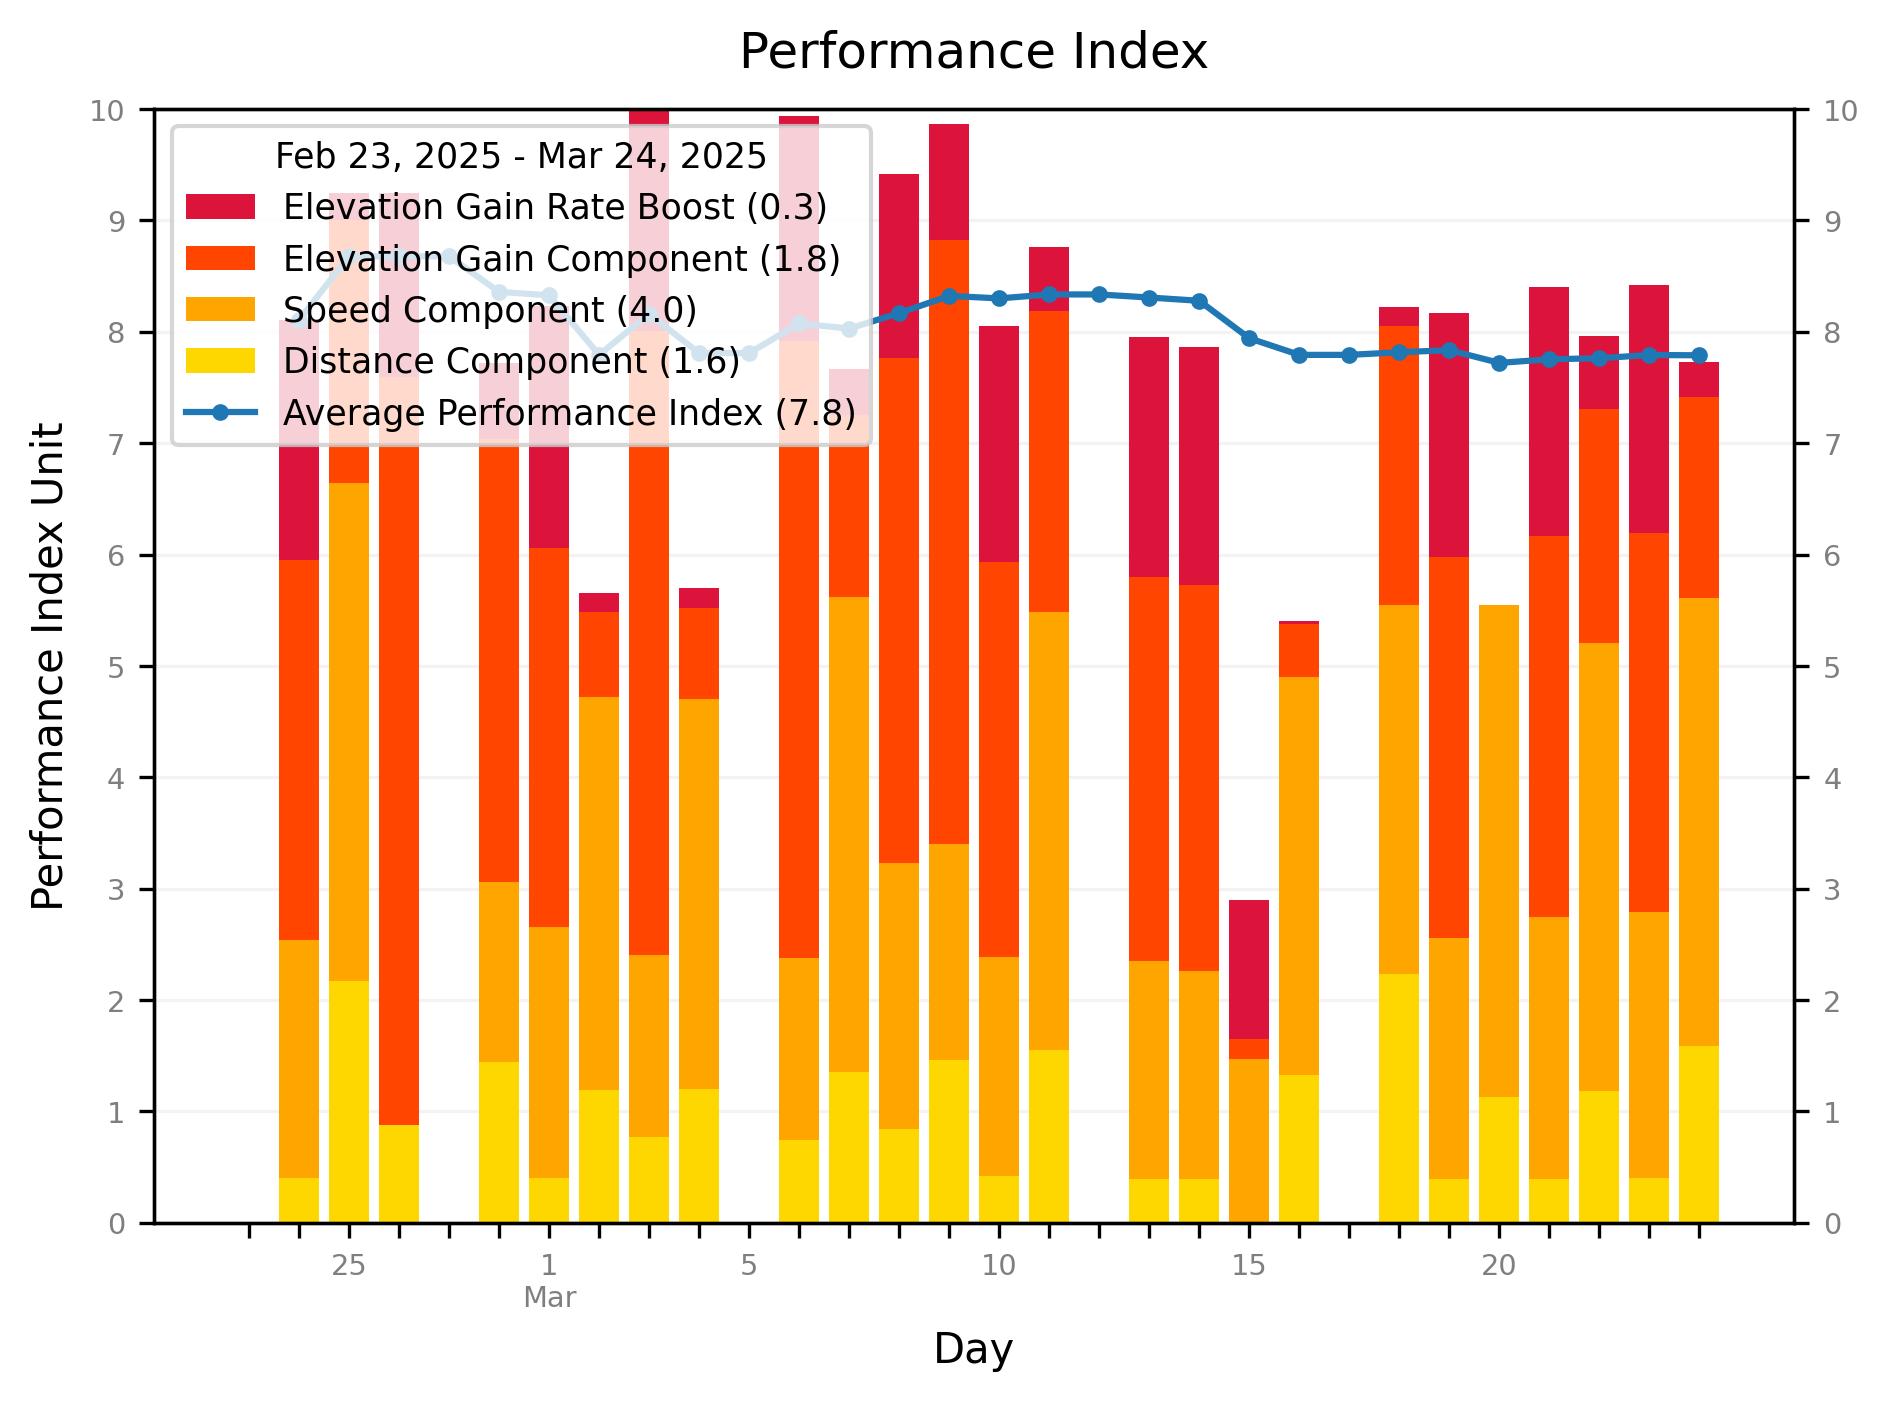 Performance Index
Feb 23, 2025 - Mar 24, 2025
Elevation Gain Rate Boost (0.3)
Elevation Gain Component (1.8)
Speed Component (4.0)
Distance Component (1.6)
Average Performance Index (7.8)
Performance Index Unit
10
9
8
7
6
5
4
3
2
1
0
10
9
8
7
6
5
4
3
2
1
0
25 1 5 10 15 20
Mar
Day